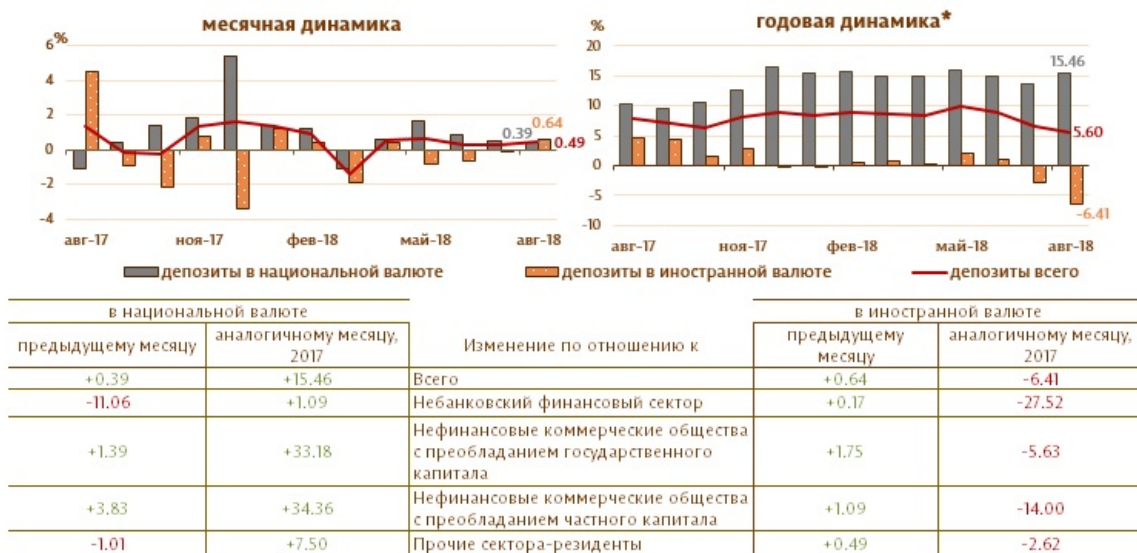 месячная динамика
%
6
4
2
0
-2
-4
0.39
0.64
0.49
авг-17 ноя-17 фев-18 май-18 авг-18
годовая динамика*
%
20
15
10
5
0
-5
-10
15.46
5.60
-6.41
авг-17 ноя-17 фев-18 май-18 авг-18
депозиты в национальной валюте депозиты в иностранной валюте депозиты всего
в национальной валюте
в иностранной валюте
предыдущему месяцу
аналогичному месяцу,
2017
Изменение по отношению к
предыдущему
месяцу
аналогичному месяцу,
2017
+0.39 +15.46 Всего +0.64 -6.41
-11.06 +1.09 Небанковский финансовый сектор +0.17 -27.52
Нефинансовые коммерческие общества
+1.39 +33.18 с преобладанием государственного +1.75 -5.63
капитала
+3.83 +34.36 Нефинансовые коммерческие общества +1.09 -14.00
с преобладанием частного капитала
-1.01 +7.50 Прочие сектора-резиденты +0.49 -2.62